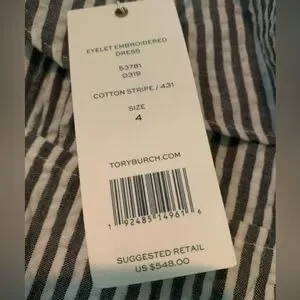 EYELET EMBROIDERED
DRESS
53781
0319
COTTON STRIPE / 431
SIZE
4
TORYBURCH.COM
1 92485 14961 6
SUGGESTED RETAIL
US $548.00